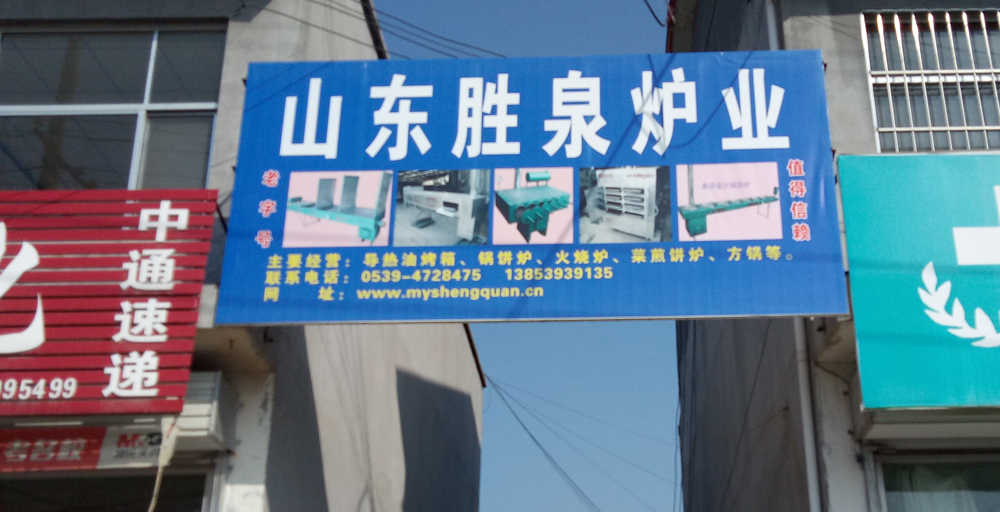 山东胜泉炉业
老字号
值得信赖
主要经营：导热油烤箱、锅饼炉、火烧炉、菜煎饼炉、方锅等。
联系电话：0539-4728475 13853939135
网 址：www.myshengquan.cn
中通速递
95499